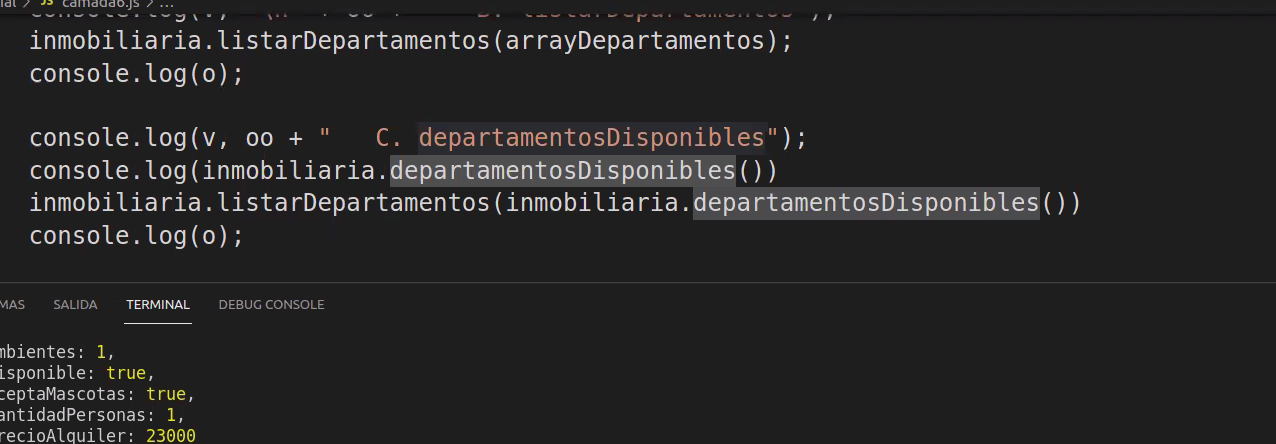 ial > JS camada6.js > ...
console.log(v, "\n" + oo + "   B. listarDepartamentos");
inmobiliaria.listarDepartamentos(arrayDepartamentos);
console.log(o);
console.log(v, oo + "   C. departamentosDisponibles");
console.log(inmobiliaria.departamentosDisponibles())
inmobiliaria.listarDepartamentos(inmobiliaria.departamentosDisponibles())
console.log(o);
MAS SALIDA TERMINAL DEBUG CONSOLE
mbientes: 1,
isponible: true,
ceptaMascotas: true,
antidadPersonas: 1,
recioAlquiler: 23000